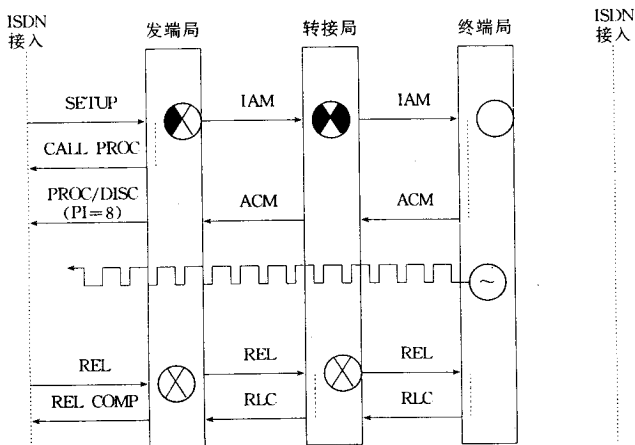 ISDN
接入
发端局
转接局
终端局
ISDN
接入
SETUP
IAM
IAM
CALL PROC
PROC/DISC
(PI=8)
ACM
ACM
~
REL
REL
REL
REL COMP
RLC
RLC